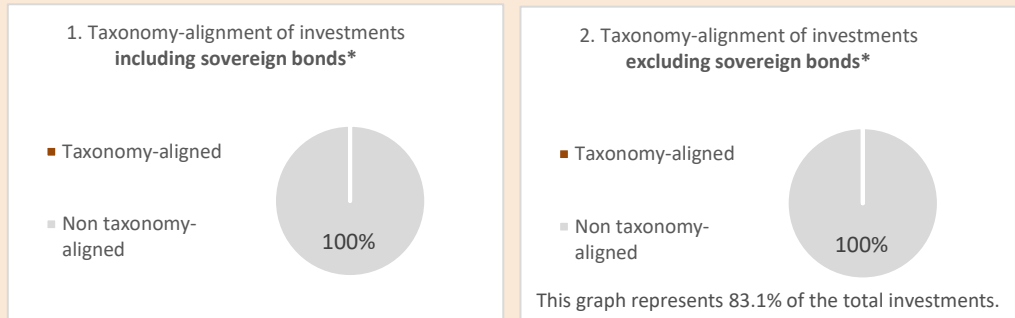 1. Taxonomy-alignment of investments
including sovereign bonds*
Taxonomy-aligned
Non taxonomy-
aligned
100%
2. Taxonomy-alignment of investments
excluding sovereign bonds*
Taxonomy-aligned
Non taxonomy-
aligned
100%
This graph represents 83.1% of the total investments.